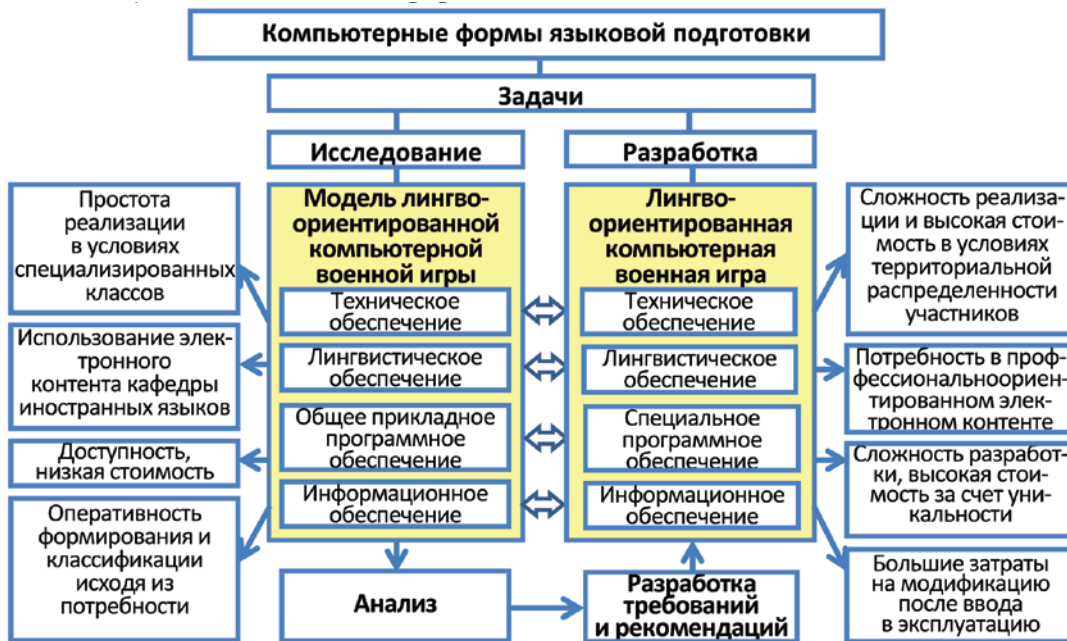 Компьютерные формы языковой подготовки
Задачи
Исследование
Разработка
Простота
реализации
в условиях
специализированных
классов
Использование элек-
тронного
контента кафедры
иностранных языков
Доступность,
низкая стоимость
Оперативность
формирования и
классификации
исходя из
потребности
Модель лингво-
ориентированной
компьютерной
военной игры
Техническое
обеспечение
Лингвистическое
обеспечение
Общее прикладное
программное
обеспечение
Информационное
обеспечение
Лингво-
ориентированная
компьютерная
военная игра
Техническое
обеспечение
Лингвистическое
обеспечение
Специальное
программное
обеспечение
Информационное
обеспечение
Сложность реализа-
ции и высокая стои-
мость в условиях
территориальной
распределенности
участников
Потребность в проф-
фессиональноориен-
тированном элек-
тронном контенте
Сложность разработ-
ки, высокая стои-
мость за счет уни-
кальности
Большие затраты
на модификацию
после ввода
в эксплуатацию
Анализ
Разработка
требований
и рекомендаций